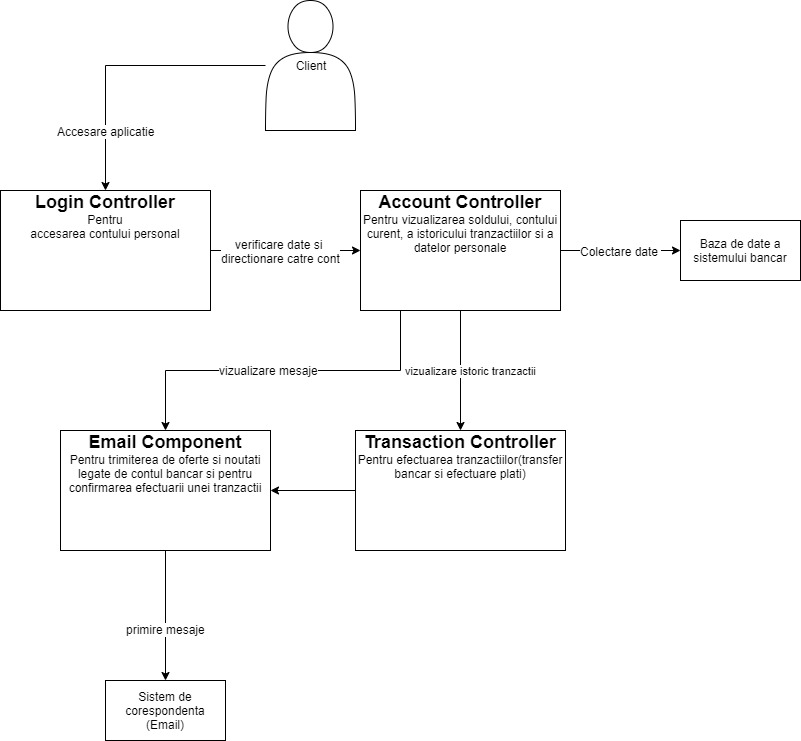 Client
Accesare aplicatie
Login Controller
Pentru
accesarea contului personal
verificare date si
directionare catre cont
Account Controller
Pentru vizualizarea soldului, contului
curent, a istoricului tranzactiilor si a
datelor personale
Colectare date
Baza de date a
sistemului bancar
vizualizare mesaje
vizualizare istoric tranzactii
Email Component
Pentru trimiterea de oferte si noutati
legate de contul bancar si pentru
confirmarea efectuarii unei tranzactii
Transaction Controller
Pentru efectuarea tranzactiilor(transfer
bancar si efectuare plati)
primire mesaje
Sistem de
corespondenta
(Email)